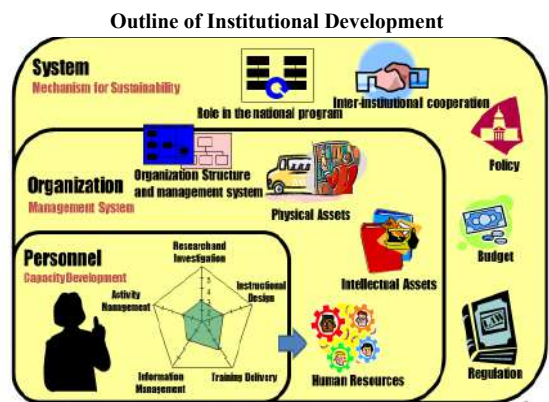 Outline of Institutional Development
System
Mechanism for Sustainability
Role in the national program
Inter-institutional cooperation
Policy
Organization
Management System
Organization Structure
and management system
Physical Assets
Budget
Intellectual Assets
Personnel
Capacity Development
Research and
Investigation
Activity
Management
Instructional
Design
Information
Management
Training Delivery
Human Resources
LAW
Regulation